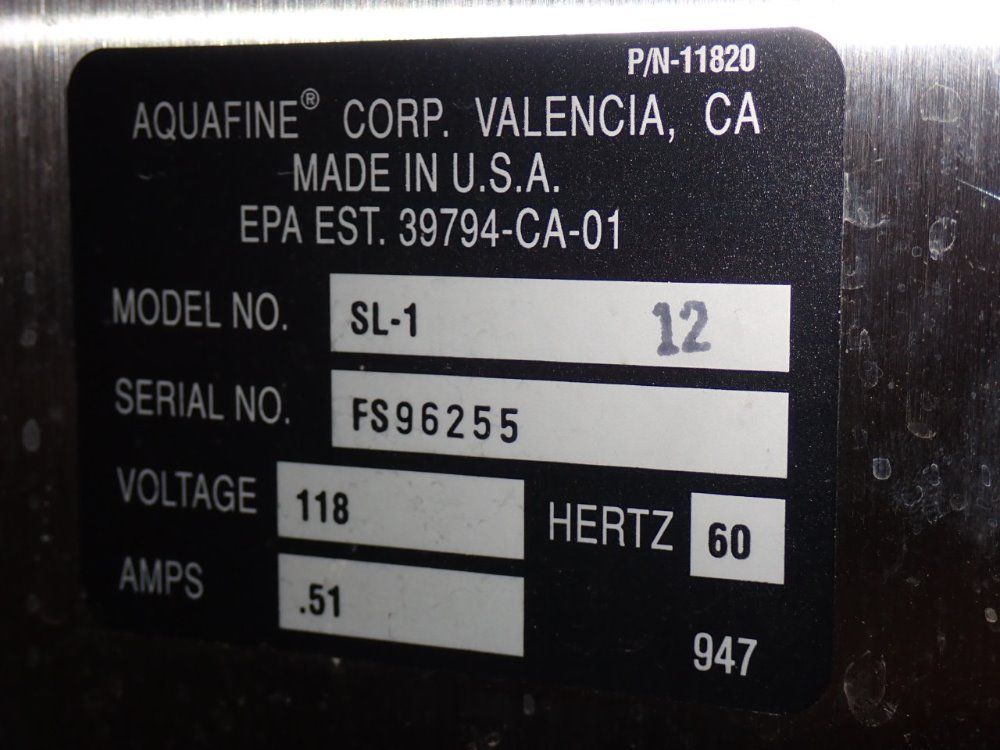 P/N-11820
AQUAFINE® CORP. VALENCIA, CA
MADE IN U.S.A.
EPA EST. 39794-CA-01
MODEL NO. SL-1 12
SERIAL NO. FS96255
VOLTAGE 118 HERTZ 60
AMPS .51
947